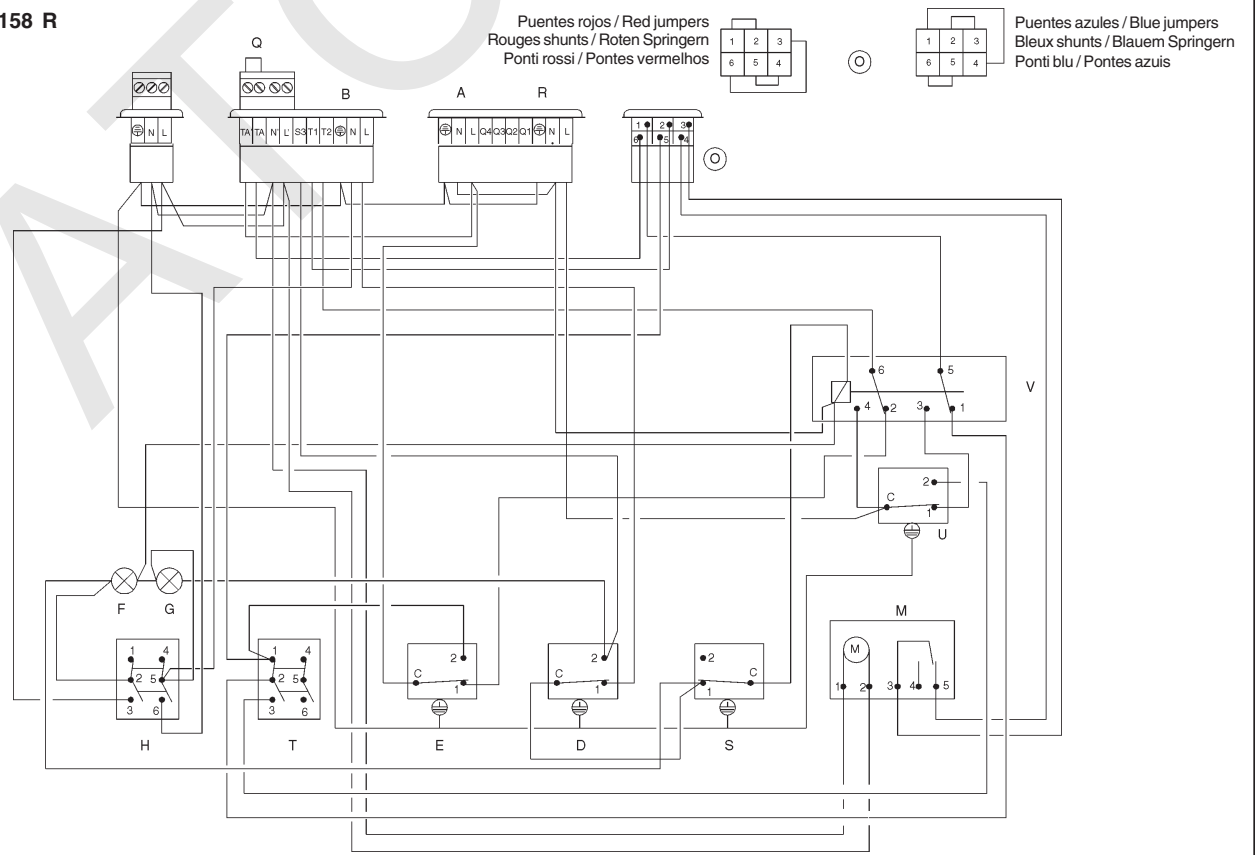 158 R
Puentes rojos / Red jumpers
Rouges shunts / Roten Springern
Ponti rossi / Pontes vermelhos
1 2 3
6 5 4
O
1 2 3
6 5 4
Puentes azules / Blue jumpers
Bleux shunts / Blauem Springern
Ponti blu / Pontes azuis
Q
B
A
R
N L
TA' TA N' L' S3 T1 T2 N L
N L Q4 Q3 Q2 Q1 N L
1 2 3
6 5 4
O
6 5
4 2 3 1
V
2
C
1
U
F G
M
M
1 2 3 4 5
1 4
2 5
3 6
H
1 4
2 5
3 6
T
2
C
1
E
2
C
1
D
2
C
1
S
ATO